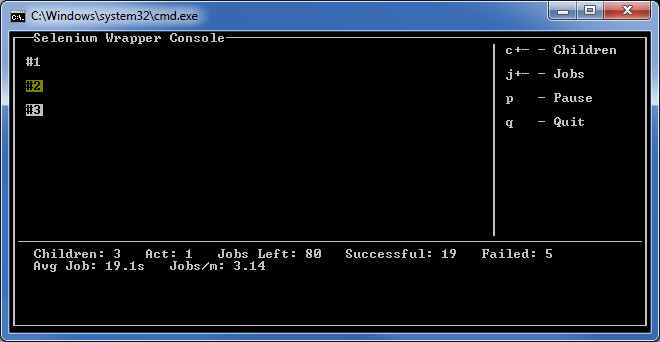 C:\Windows\system32\cmd.exe
Selenium Wrapper Console
#1
#2
#3
c+- - Children
j+- - Jobs
p - Pause
q - Quit
Children: 3 Act: 1 Jobs Left: 80 Successful: 19 Failed: 5
Avg Job: 19.1s Jobs/m: 3.14